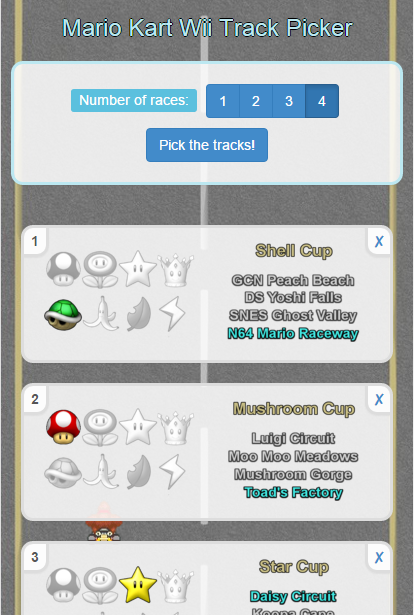 Mario Kart Wii Track Picker
Number of races: 1 2 3 4
Pick the tracks!
1 X
Shell Cup
GCN Peach Beach
DS Yoshi Falls
SNES Ghost Valley
N64 Mario Raceway
2 X
Mushroom Cup
Luigi Circuit
Moo Moo Meadows
Mushroom Gorge
Toad's Factory
3 X
Star Cup
Daisy Circuit
Koopa Cape